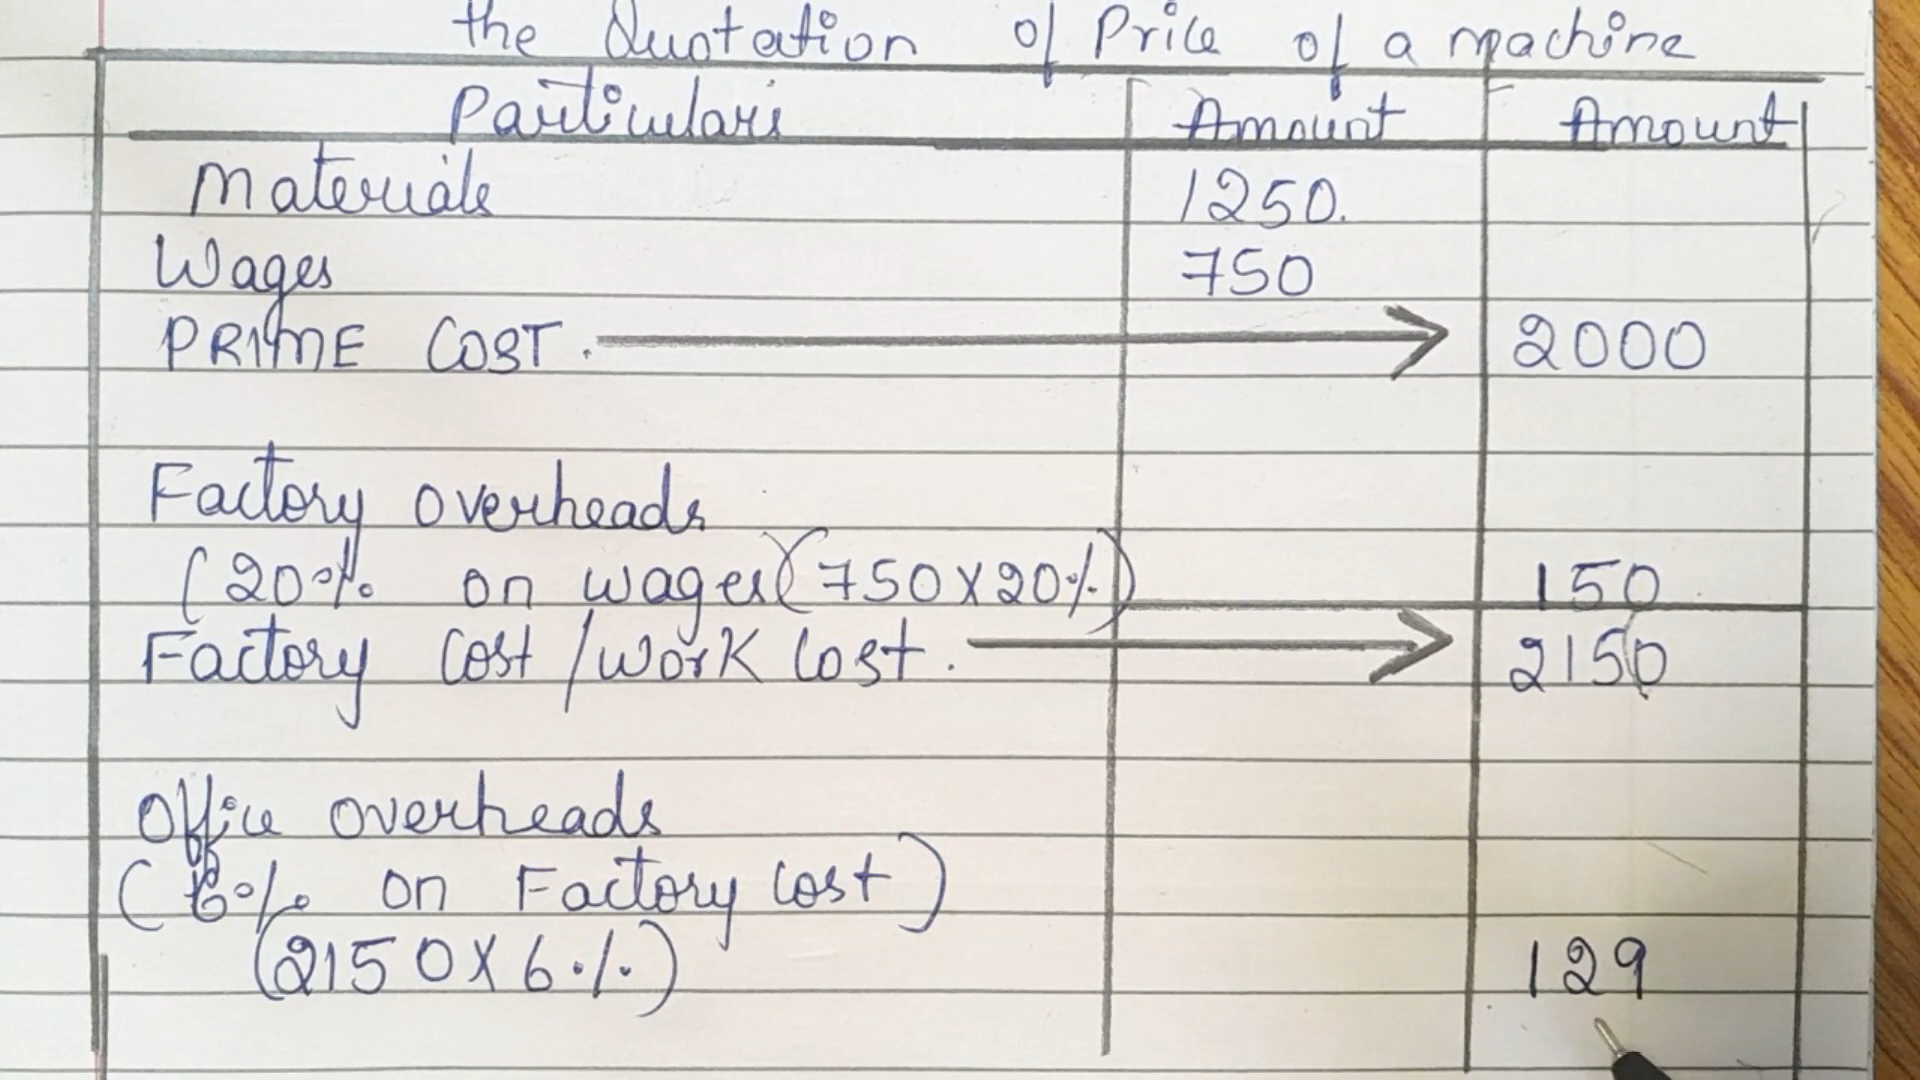 the Quotation of Price of a machine
Particulars Amount Amount
Materials 1250.
Wages 750
PRIME COST. 2000
Factory overheads
(20% on wages (750X20%) 150
Factory Cost/Work Cost. 2150
Office overheads
(6% on Factory Cost)
(2150X6%) 129